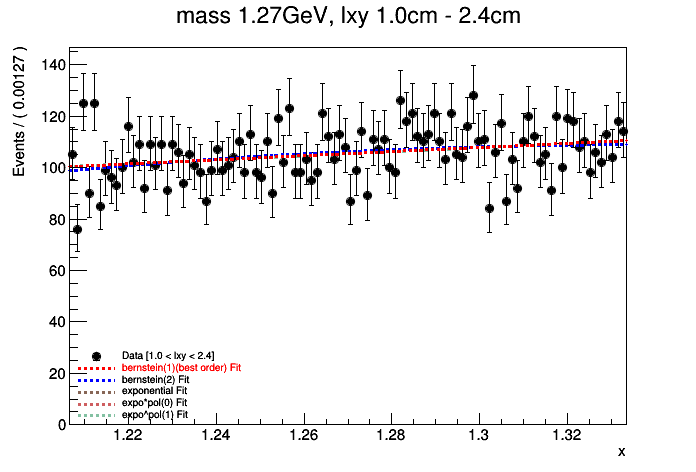 mass 1.27GeV, lxy 1.0cm - 2.4cm
Events / ( 0.00127 )
140
120
100
80
60
40
20
0
Data [1.0 < lxy < 2.4]
bernstein(1)(best order) Fit
bernstein(2) Fit
exponential Fit
expo*pol(0) Fit
expo^pol(1) Fit
1.22 1.24 1.26 1.28 1.3 1.32
x